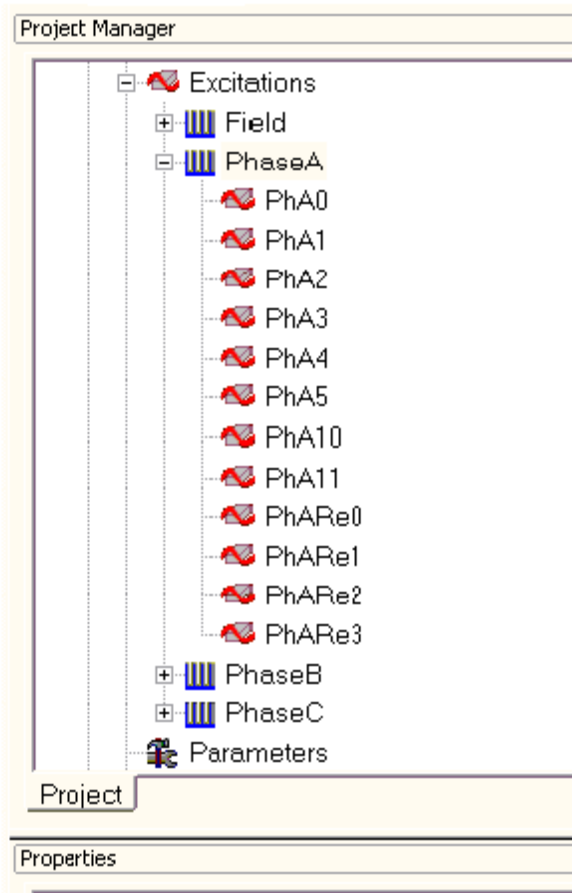 Project Manager
Excitations
Field
PhaseA
PhA0
PhA1
PhA2
PhA3
PhA4
PhA5
PhA10
PhA11
PhARe0
PhARe1
PhARe2
PhARe3
PhaseB
PhaseC
Parameters
Project
Properties